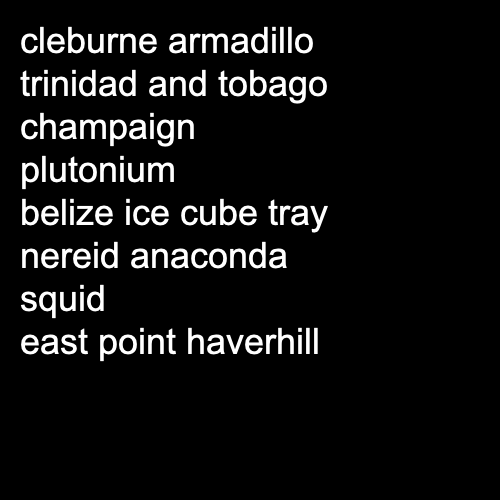 cleburne armadillo
trinidad and tobago
champaign
plutonium
belize ice cube tray
nereid anaconda
squid
east point haverhill